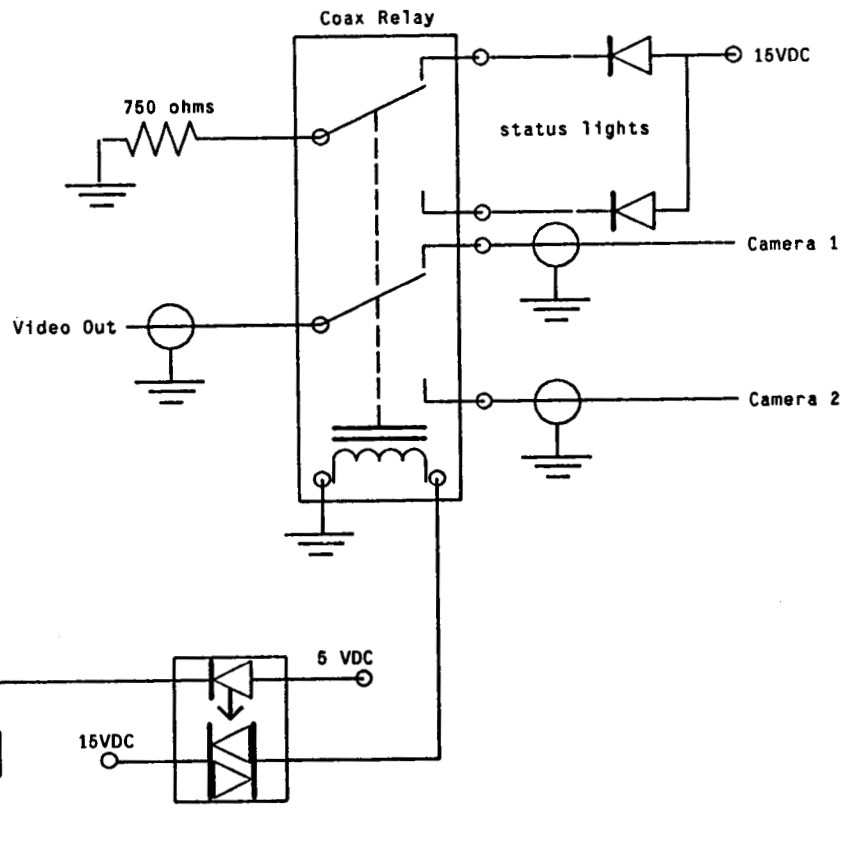 Coax Relay
15VDC
750 ohms
status lights
Camera 1
Video Out
Camera 2
5 VDC
15VDC